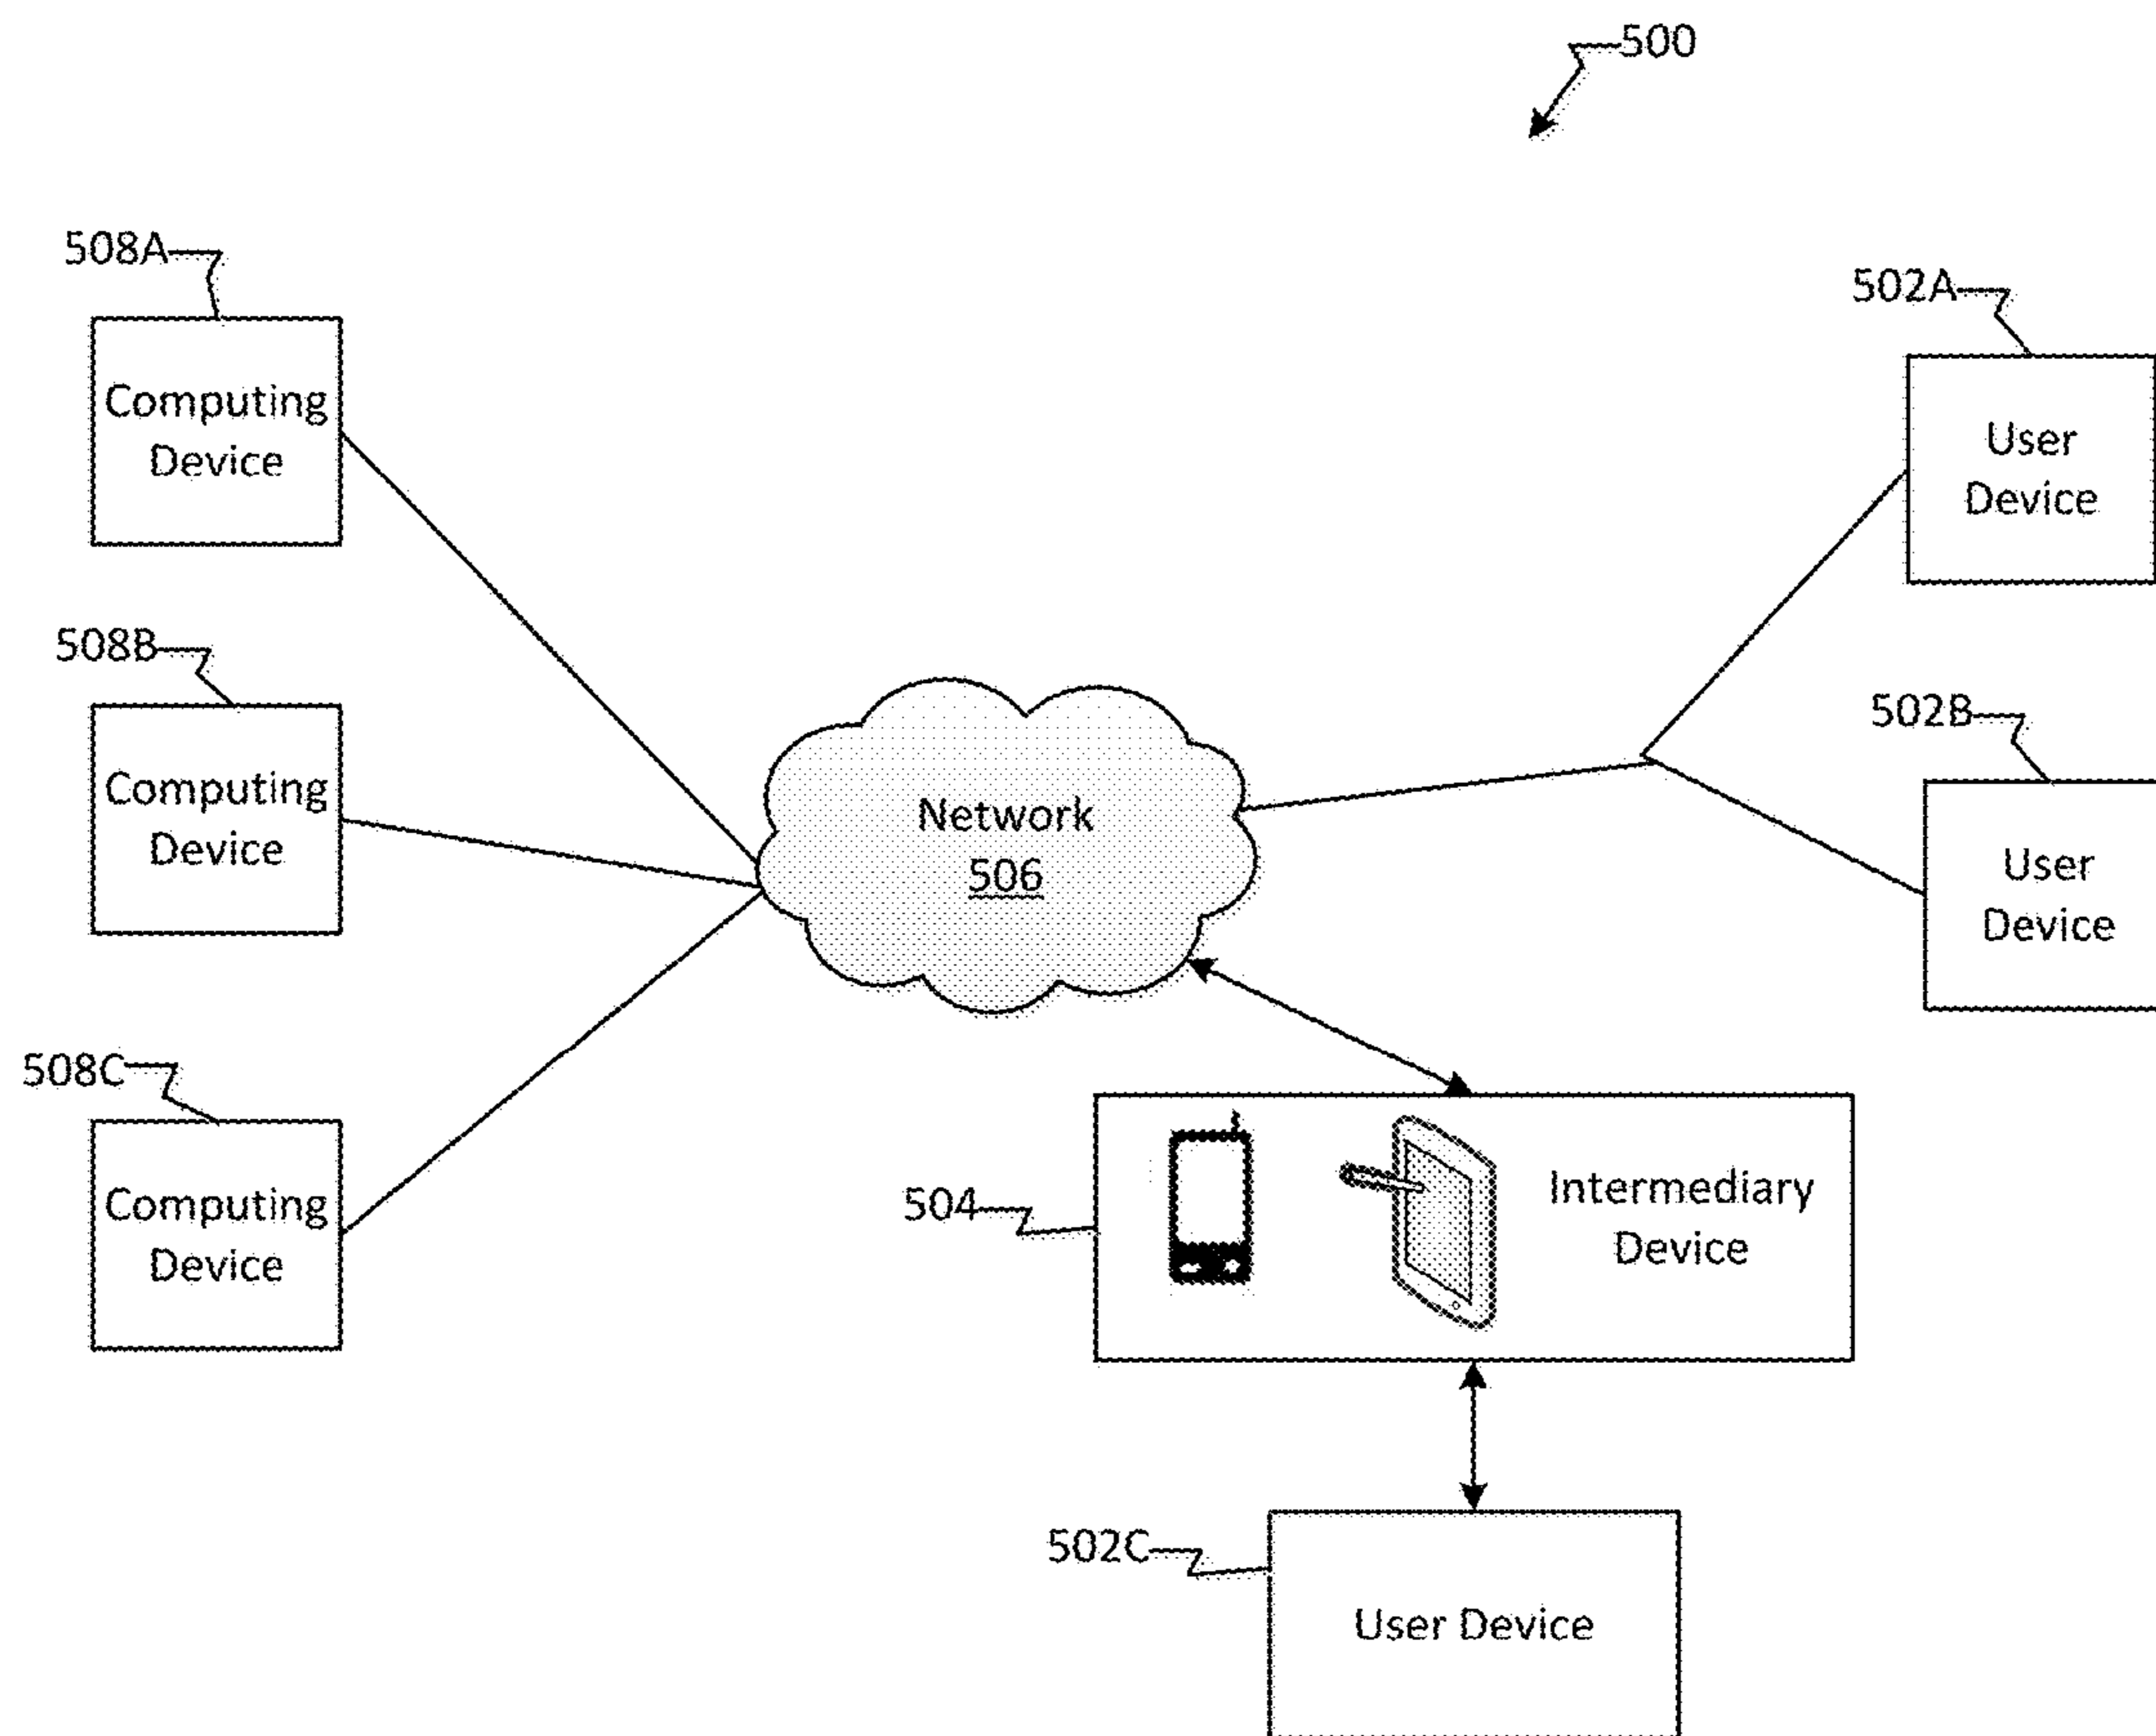 500
508A
Computing
Device
502A
User
Device
508B
Computing
Device
502B
User
Device
Network
506
508C
Computing
Device
504
Intermediary
Device
502C
User Device